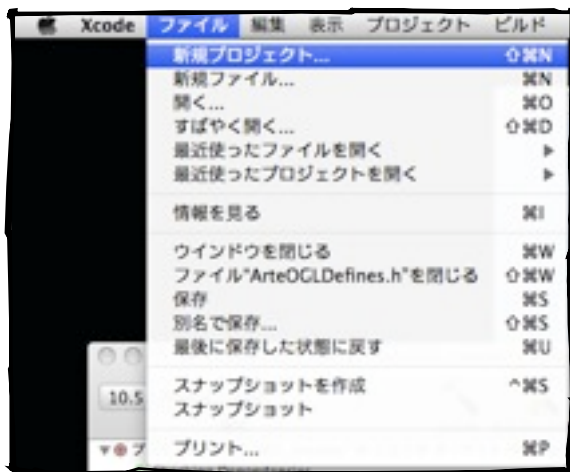 Xcode ファイル 編集 表示 プロジェクト ビルド
新規プロジェクト... ⇧⌘N
新規ファイル... ⌘N
開く... ⌘O
すばやく開く... ⇧⌘D
最近使ったファイルを開く ▶
最近使ったプロジェクトを開く ▶
情報を見る ⌘I
ウインドウを閉じる ⌘W
ファイル"ArteOGLDefines.h"を閉じる ⇧⌘W
保存 ⌘S
別名で保存... ⇧⌘S
最後に保存した状態に戻す ⌘U
スナップショットを作成 ^⌘S
スナップショット
プリント... ⌘P
10.5
プ